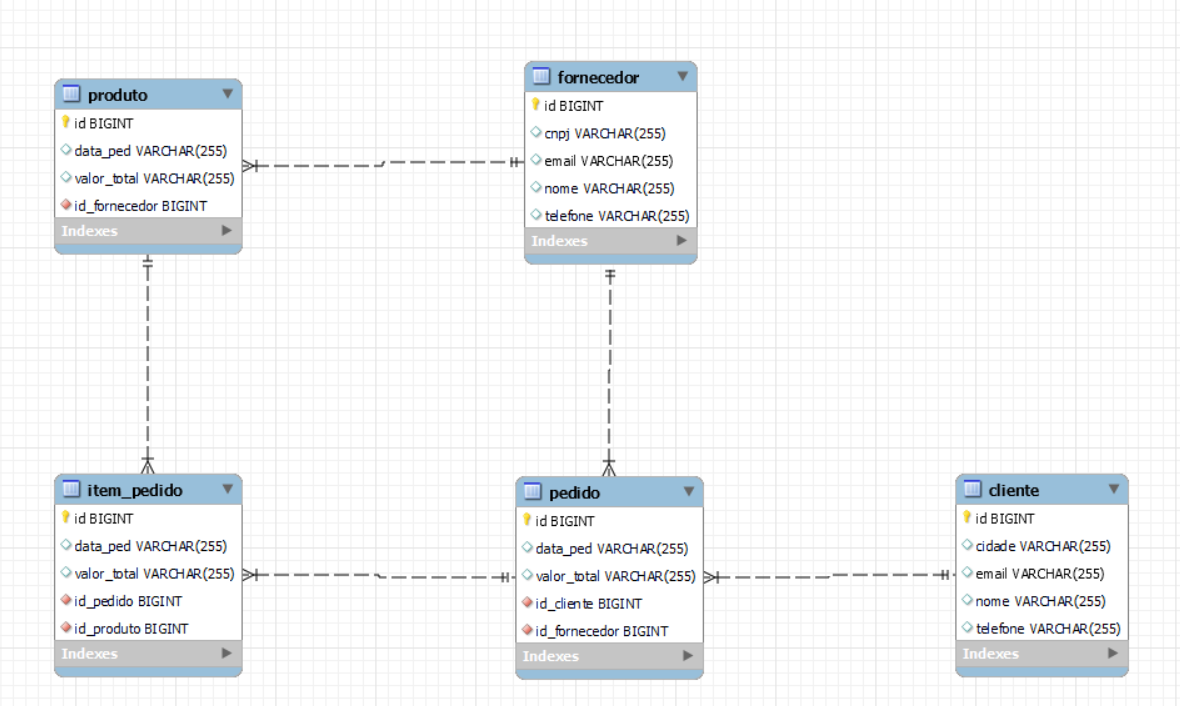 produto
id BIGINT
data_ped VARCHAR(255)
valor_total VARCHAR(255)
id_fornecedor BIGINT
Indexes
fornecedor
id BIGINT
cnpj VARCHAR(255)
email VARCHAR(255)
nome VARCHAR(255)
telefone VARCHAR(255)
Indexes
item_pedido
id BIGINT
data_ped VARCHAR(255)
valor_total VARCHAR(255)
id_pedido BIGINT
id_produto BIGINT
Indexes
pedido
id BIGINT
data_ped VARCHAR(255)
valor_total VARCHAR(255)
id_cliente BIGINT
id_fornecedor BIGINT
Indexes
cliente
id BIGINT
cidade VARCHAR(255)
email VARCHAR(255)
nome VARCHAR(255)
telefone VARCHAR(255)
Indexes